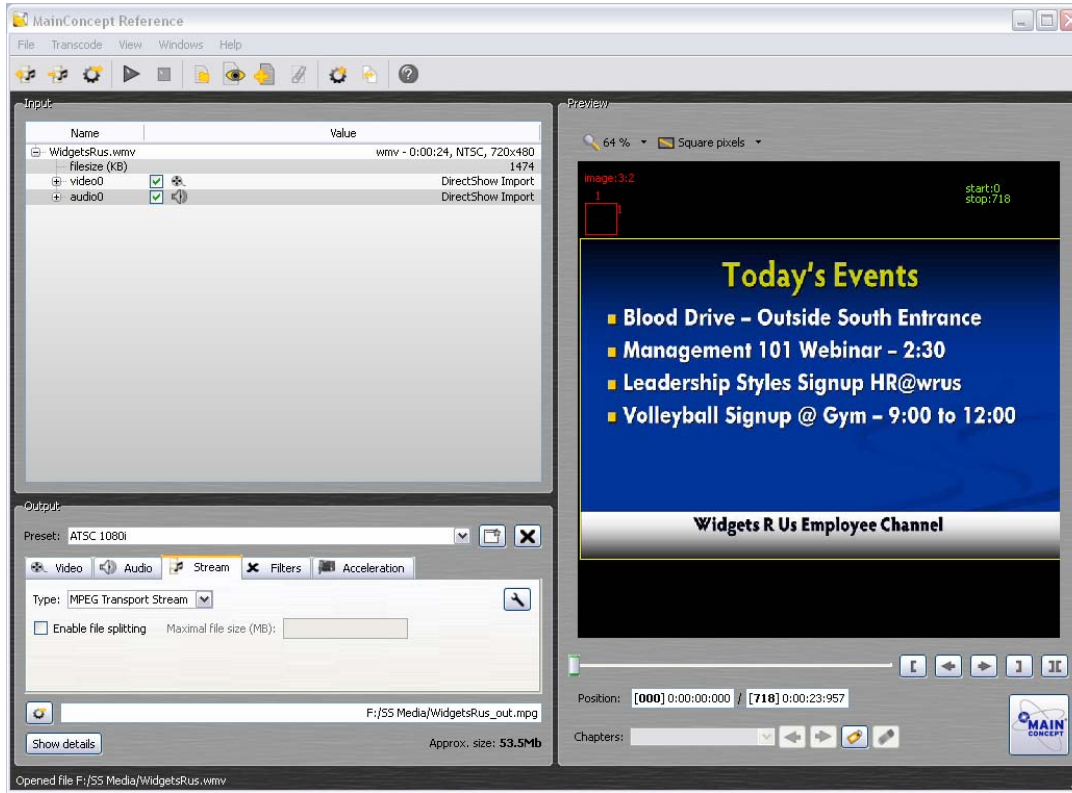 MainConcept Reference
File Transcode View Windows Help
Input
Name Value
WidgetsRus.wmv wmv - 0:00:24, NTSC, 720x480
filesize (KB) 1474
video0 DirectShow Import
audio0 DirectShow Import
Output
Preset: ATSC 1080i
Video Audio Stream Filters Acceleration
Type: MPEG Transport Stream
Enable file splitting Maximal file size (MB):
F:/SS Media/WidgetsRus_out.mpg
Show details Approx. size: 53.5Mb
Preview
64 % Square pixels
image:3:2
1
1
start:0
stop:718
Today's Events
Blood Drive – Outside South Entrance
Management 101 Webinar – 2:30
Leadership Styles Signup HR@wrus
Volleyball Signup @ Gym – 9:00 to 12:00
Widgets R Us Employee Channel
Position: [000] 0:00:00:000 / [718] 0:00:23:957
Chapters:
MAIN
CONCEPT
Opened file F:/SS Media/WidgetsRus.wmv